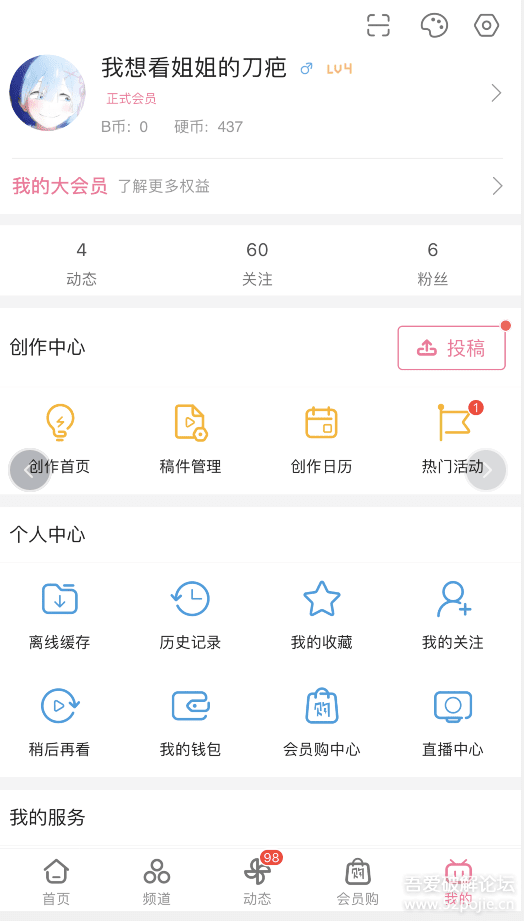 我想看姐姐的刀疤 LV4
正式会员
B币: 0 硬币: 437
我的大会员 了解更多权益
4 60 6
动态 关注 粉丝
创作中心 投稿
1
创作首页 稿件管理 创作日历 热门活动
个人中心
离线缓存 历史记录 我的收藏 我的关注
购
稍后再看 我的钱包 会员购中心 直播中心
我的服务
98
购
首页 频道 动态 会员购 我的
吾爱破解论坛
www.52pojie.cn